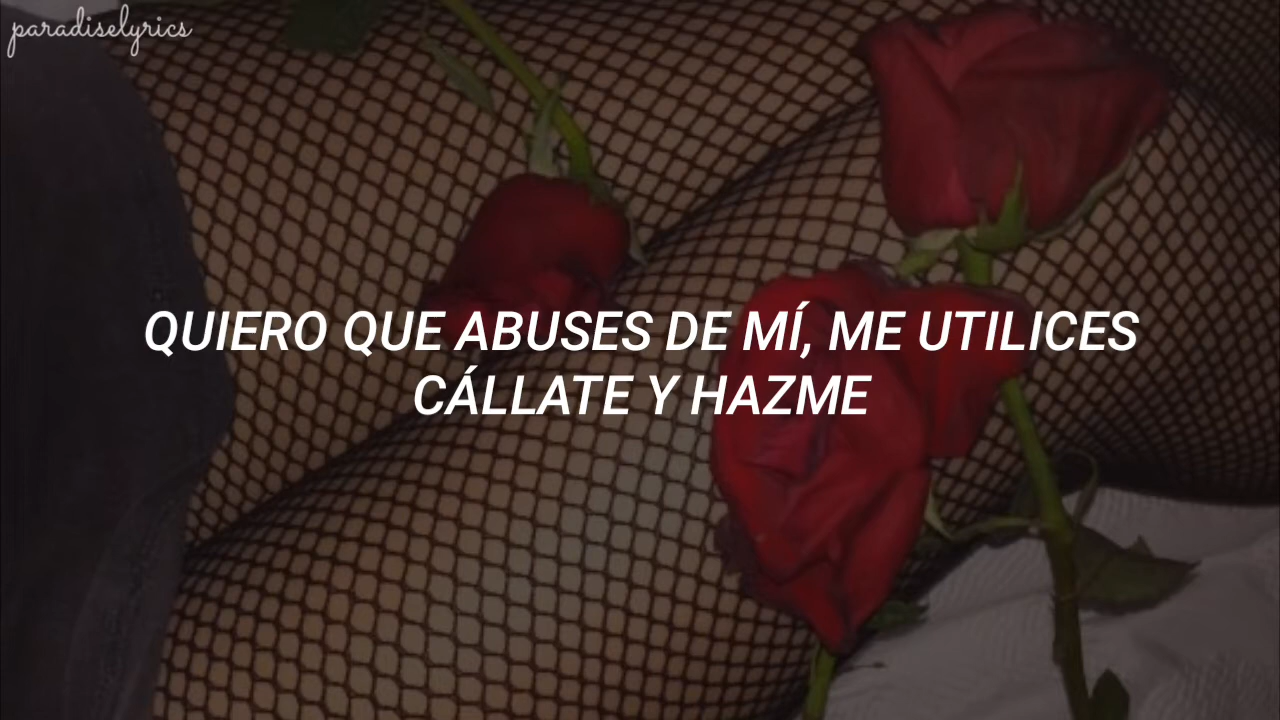 paradiselyrics
QUIERO QUE ABUSES DE MÍ, ME UTILICES
CÁLLATE Y HAZME